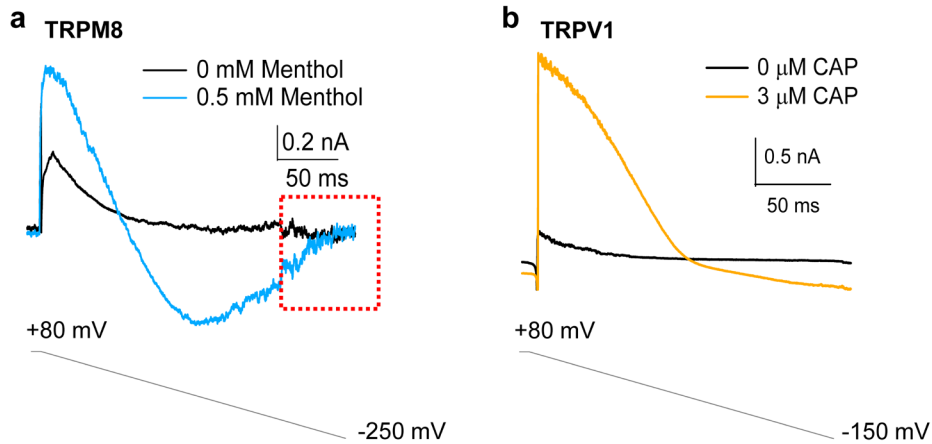 a
TRPM8
0 mM Menthol
0.5 mM Menthol
0.2 nA
50 ms
+80 mV
-250 mV
b
TRPV1
0 μM CAP
3 μM CAP
0.5 nA
50 ms
+80 mV
-150 mV